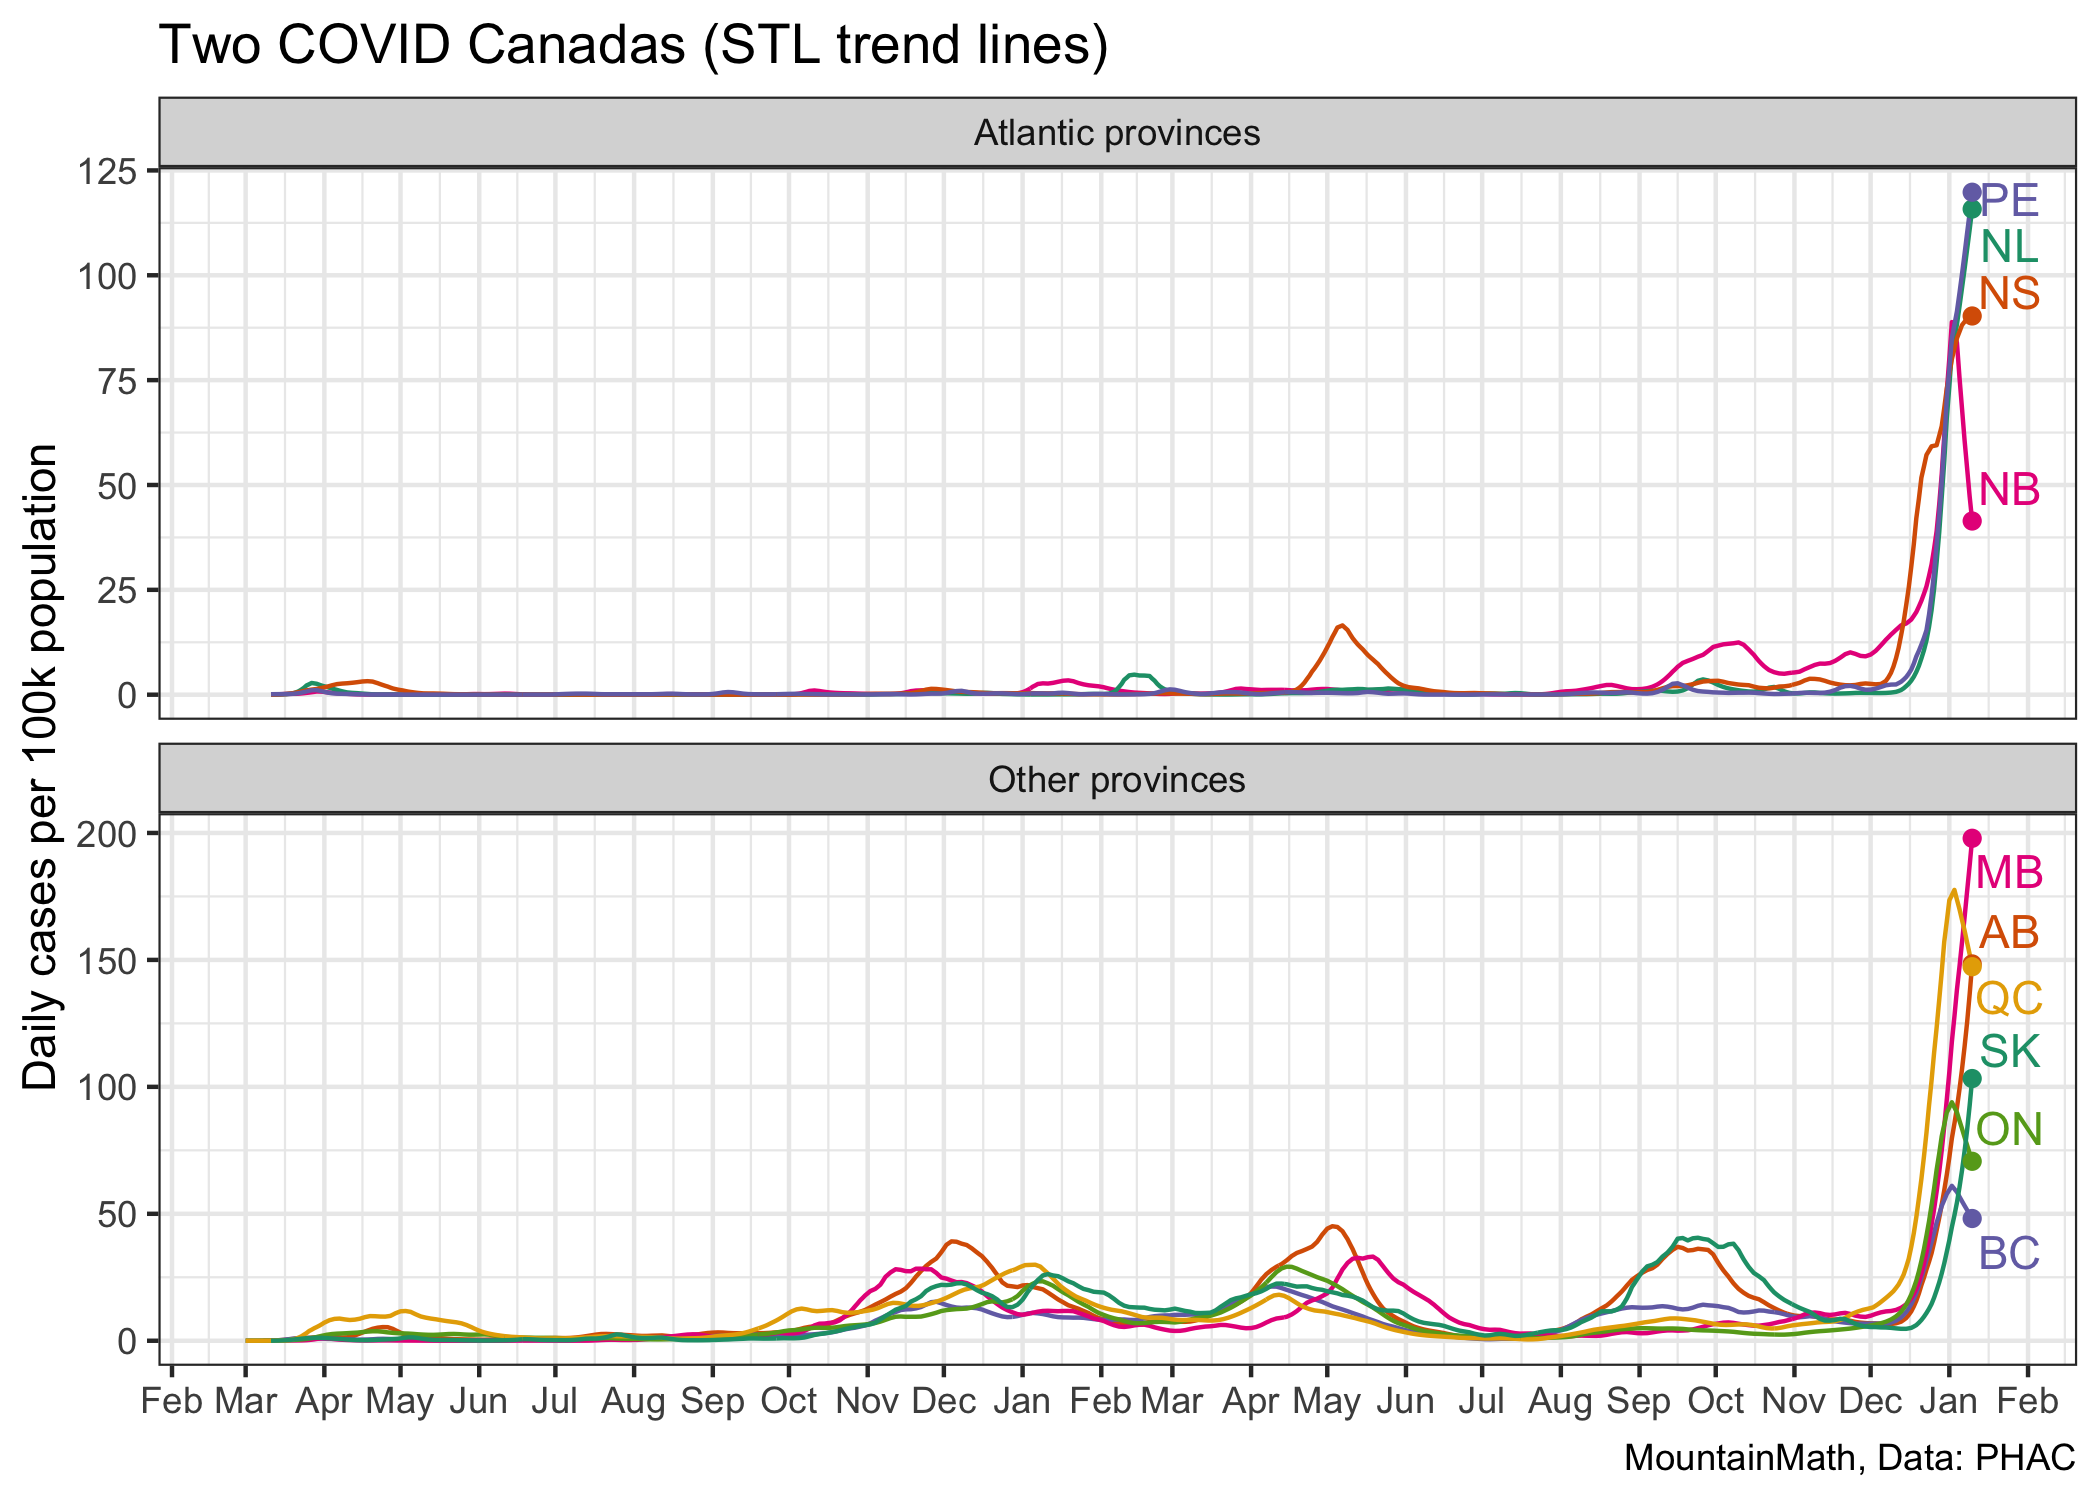 Two COVID Canadas (STL trend lines)
Atlantic provinces
125
100
75
50
25
0
PE
NL
NS
NB
Daily cases per 100k population
Other provinces
200
150
100
50
0
MB
AB
QC
SK
ON
BC
Feb Mar Apr May Jun Jul Aug Sep Oct Nov Dec Jan Feb Mar Apr May Jun Jul Aug Sep Oct Nov Dec Jan Feb
MountainMath, Data: PHAC